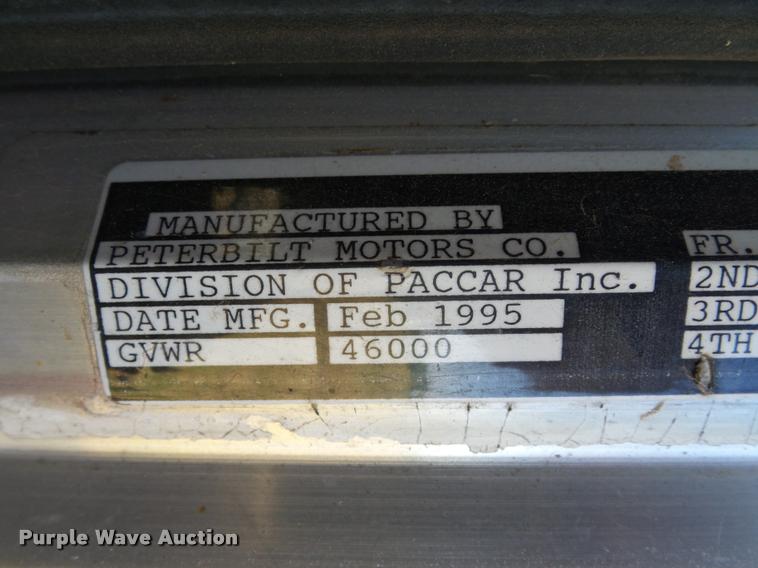 MANUFACTURED BY
PETERBILT MOTORS CO.
DIVISION OF PACCAR Inc.
DATE MFG. Feb 1995
GVWR 46000
FR.
2ND
3RD
4TH
Purple Wave Auction